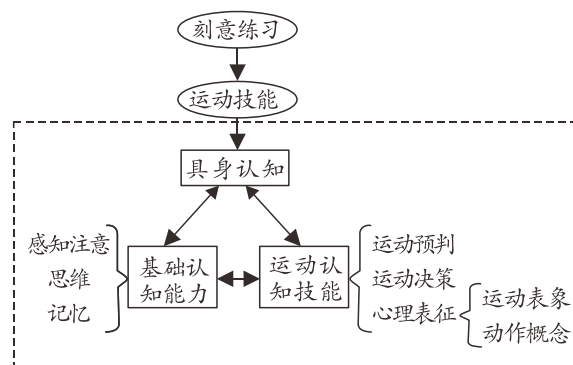 刻意练习
运动技能
具身认知
感知注意
思维
记忆
基础认
知能力
运动认
知技能
运动预判
运动决策
心理表征
运动表象
动作概念